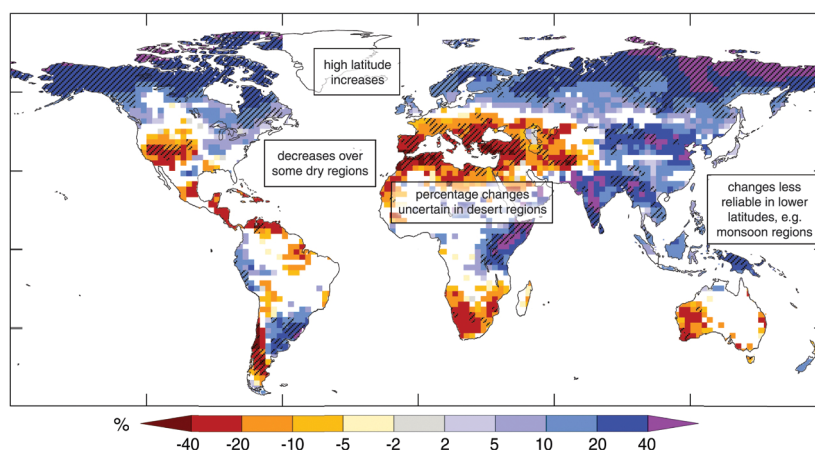 high latitude
increases
decreases over
some dry regions
percentage changes
uncertain in desert regions
changes less
reliable in lower
latitudes, e.g.
monsoon regions
%
-40 -20 -10 -5 -2 2 5 10 20 40